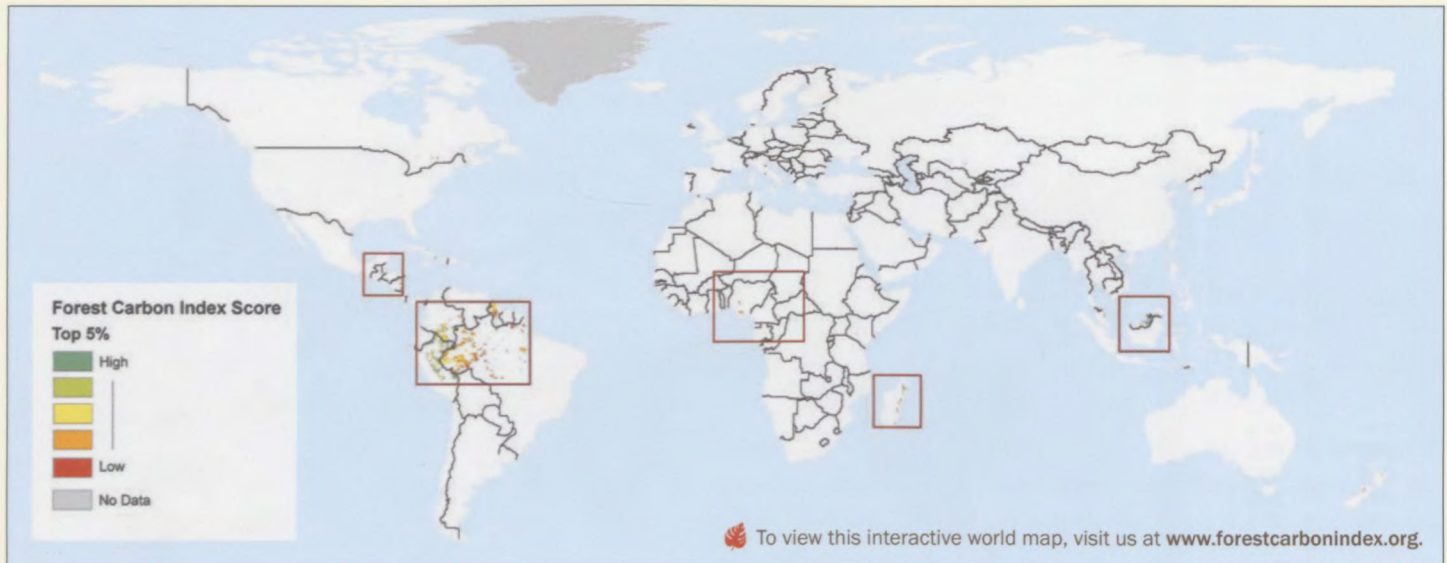 Forest Carbon Index Score
Top 5%
High
Low
No Data
To view this interactive world map, visit us at www.forestcarbonindex.org.